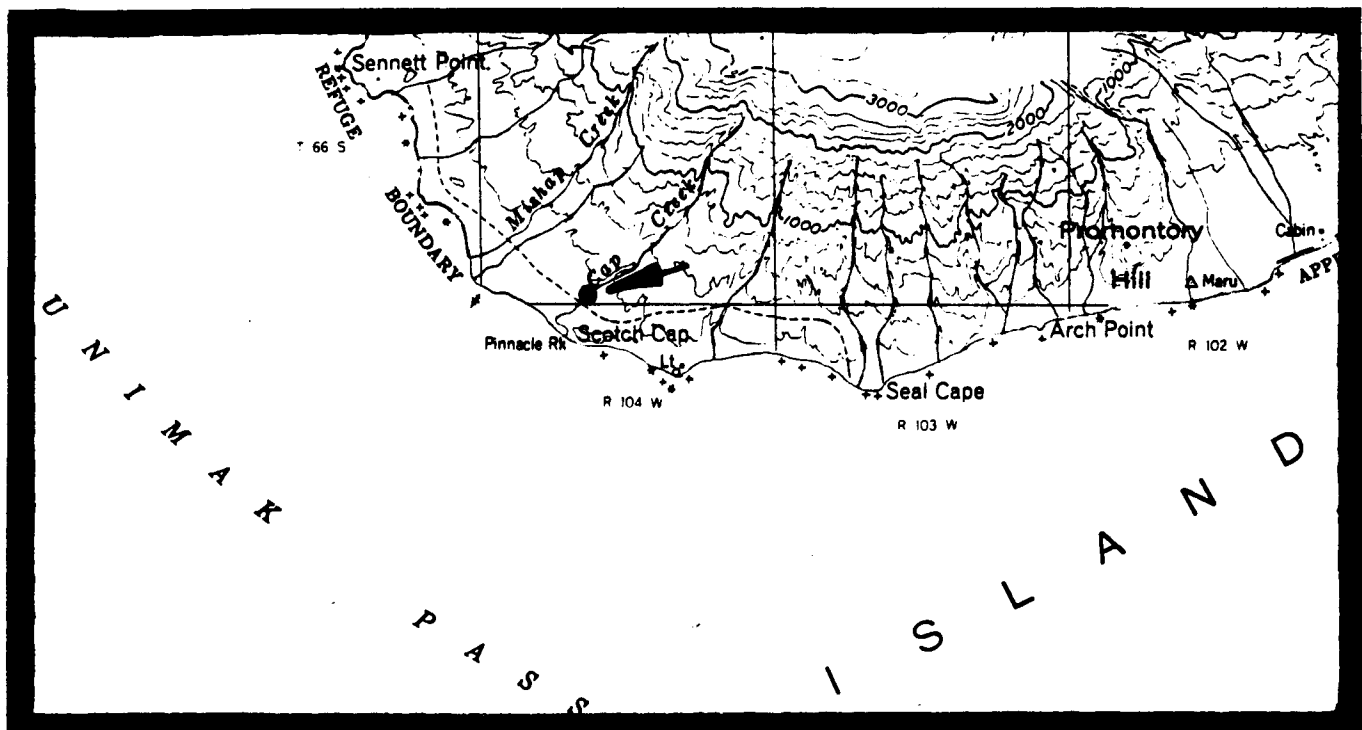 Sennett Point.
REFUGE
T 66 S
BOUNDARY
Mishap Creek
Cap Creek
3000
2000
1000
1000
Promontory
Hill
Cabin
Maru
APPR
Pinnacle Rk
Scotch Cap
Lt
Arch Point
R 102 W
R 104 W
Seal Cape
R 103 W
UNIMAK PASS
ISLAND